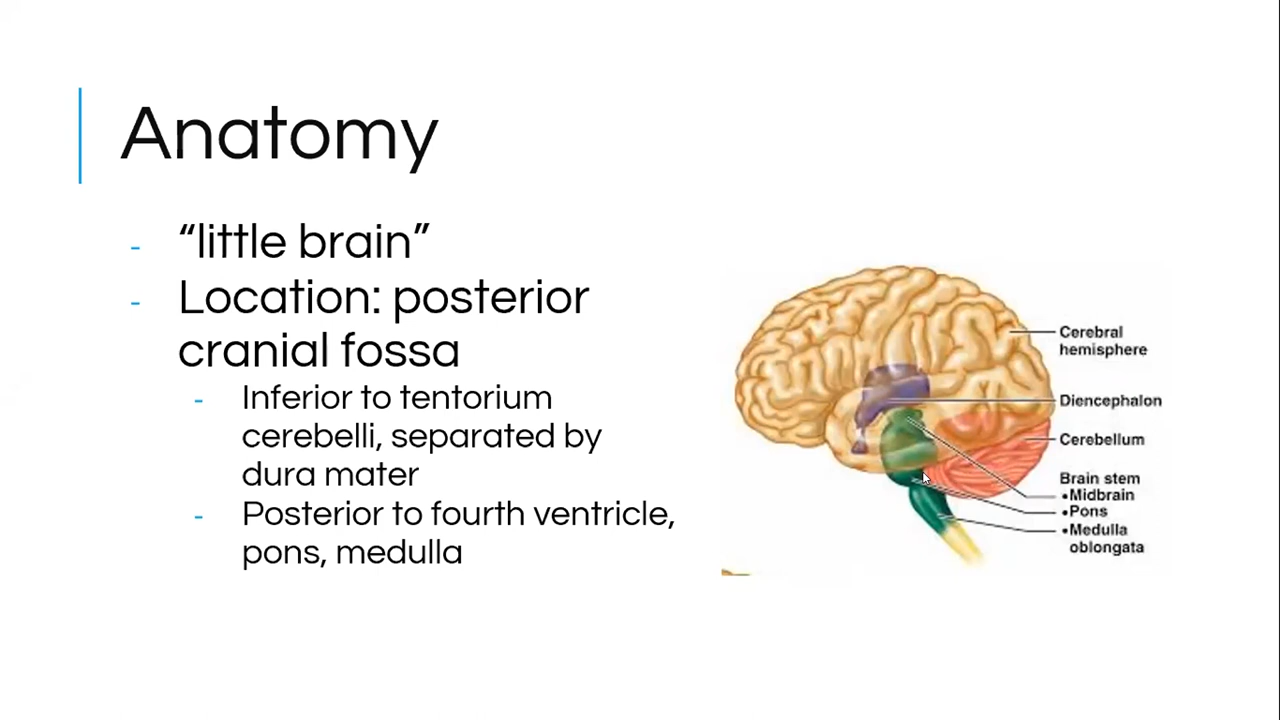 Anatomy
- “little brain”
- Location: posterior
cranial fossa
- Inferior to tentorium
cerebelli, separated by
dura mater
- Posterior to fourth ventricle,
pons, medulla
Cerebral
hemisphere
Diencephalon
Cerebellum
Brain stem
•Midbrain
•Pons
•Medulla
oblongata